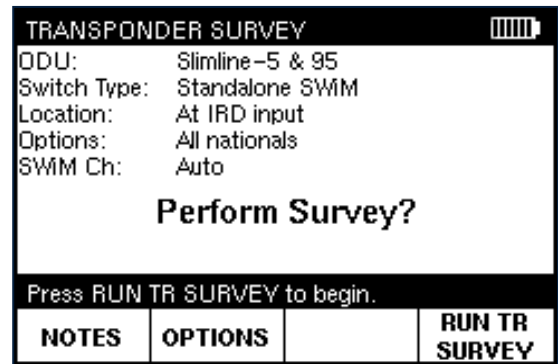 TRANSPONDER SURVEY
ODU: Slimline-5 & 95
Switch Type: Standalone SWiM
Location: At IRD input
Options: All nationals
SWiM Ch: Auto
Perform Survey?
Press RUN TR SURVEY to begin.
NOTES OPTIONS RUN TR
SURVEY